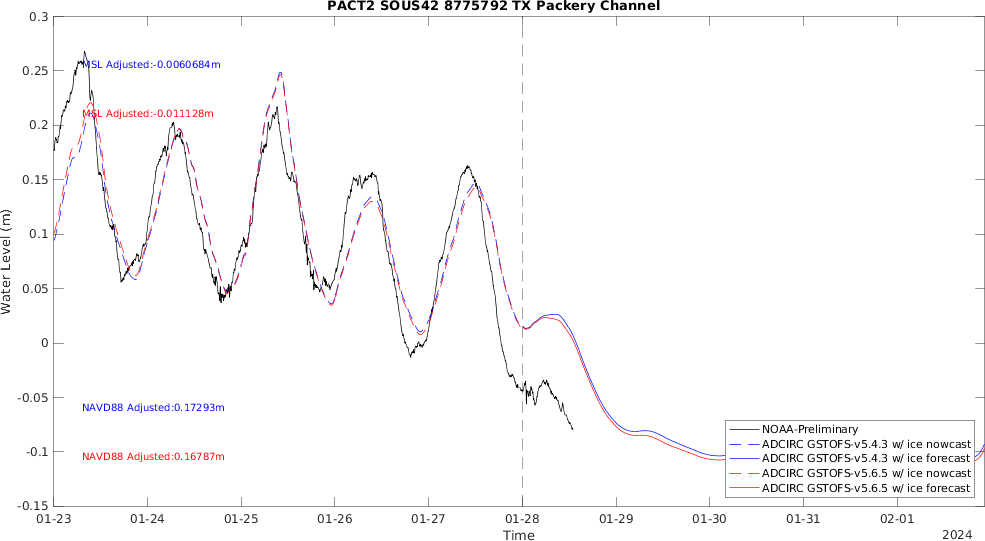 PACT2 SOUS42 8775792 TX Packery Channel
0.3
0.25
0.2
0.15
0.1
0.05
0
-0.05
-0.1
-0.15
Water Level (m)
MSL Adjusted:-0.0060684m
MSL Adjusted:-0.011128m
NAVD88 Adjusted:0.17293m
NAVD88 Adjusted:0.16787m
NOAA-Preliminary
ADCIRC GSTOFS-v5.4.3 w/ ice nowcast
ADCIRC GSTOFS-v5.4.3 w/ ice forecast
ADCIRC GSTOFS-v5.6.5 w/ ice nowcast
ADCIRC GSTOFS-v5.6.5 w/ ice forecast
01-23 01-24 01-25 01-26 01-27 01-28 01-29 01-30 01-31 02-01
Time
2024